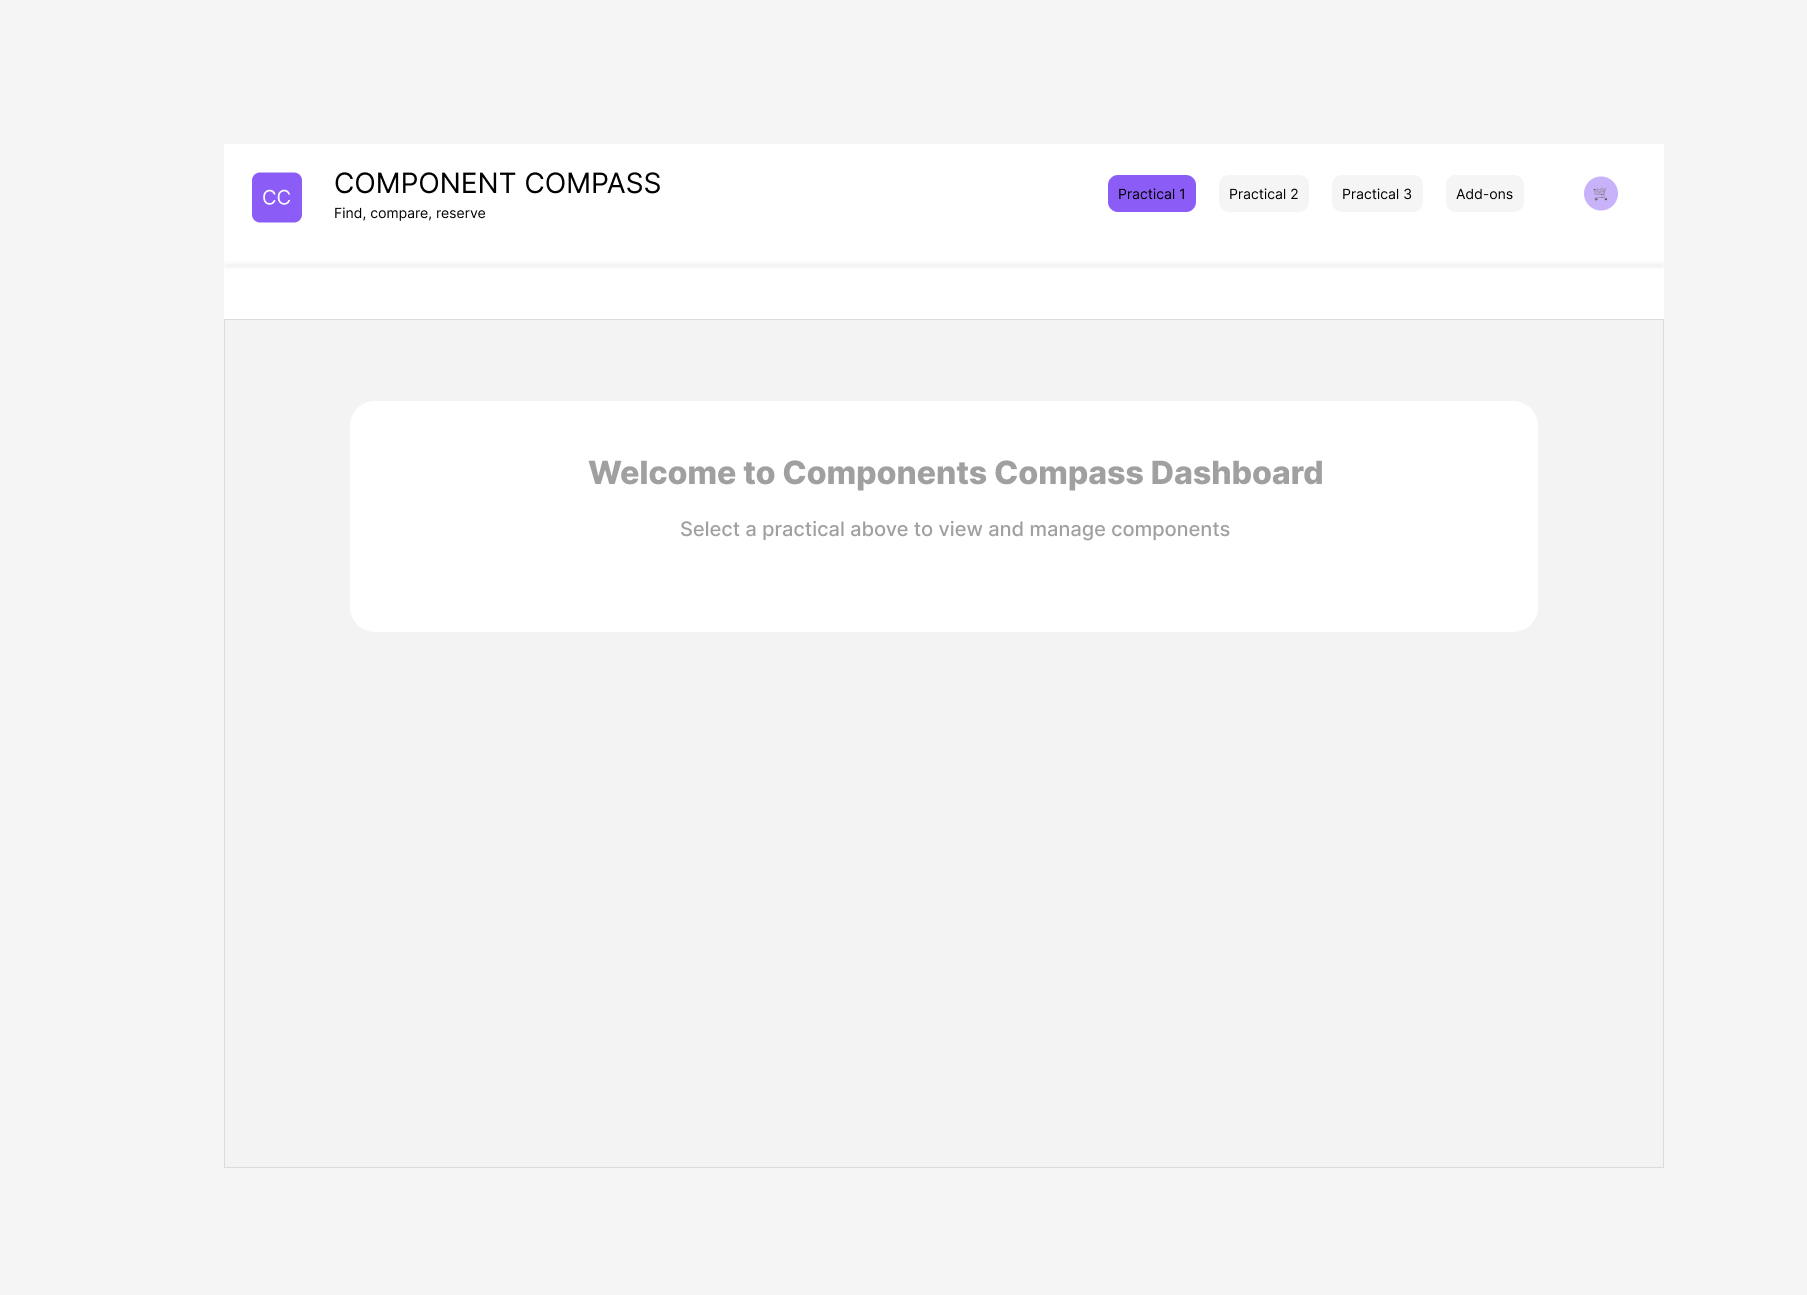 CC
COMPONENT COMPASS
Find, compare, reserve
Practical 1
Practical 2
Practical 3
Add-ons
Welcome to Components Compass Dashboard
Select a practical above to view and manage components